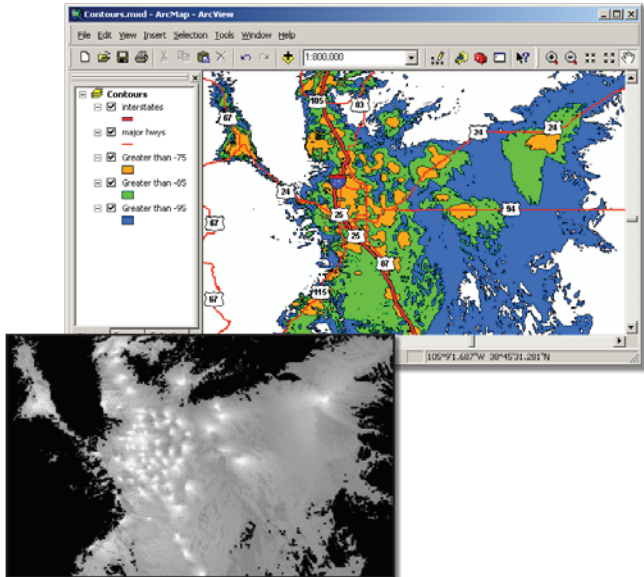 Contours.mxd - ArcMap - ArcView
File Edit View Insert Selection Tools Window Help
1:800,000
Contours
interstates
major hwys
Greater than -75
Greater than -85
Greater than -95
105
83
67
24
24
24
67
25
94
25
67
87
115
105°9'1.687"W 38°45'31.281"N